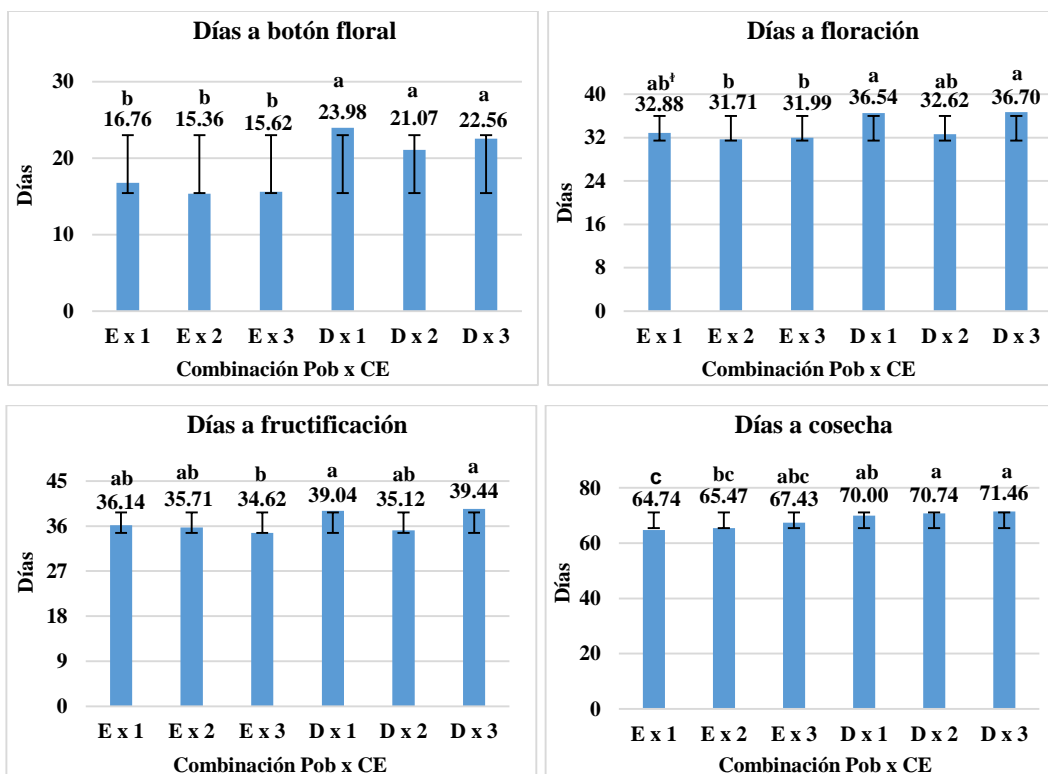 Días a botón floral
30
20
10
0
Días
b b b a a a
16.76 15.36 15.62 23.98 21.07 22.56
E x 1 E x 2 E x 3 D x 1 D x 2 D x 3
Combinación Pob x CE
Días a floración
40
32
24
16
8
0
Días
abƚ b b a ab a
32.88 31.71 31.99 36.54 32.62 36.70
E x 1 E x 2 E x 3 D x 1 D x 2 D x 3
Combinación Pob x CE
Días a fructificación
45
36
27
18
9
0
Días
ab ab b a ab a
36.14 35.71 34.62 39.04 35.12 39.44
E x 1 E x 2 E x 3 D x 1 D x 2 D x 3
Combinación Pob x CE
Días a cosecha
80
60
40
20
0
Días
c bc abc ab a a
64.74 65.47 67.43 70.00 70.74 71.46
E x 1 E x 2 E x 3 D x 1 D x 2 D x 3
Combinación Pob x CE